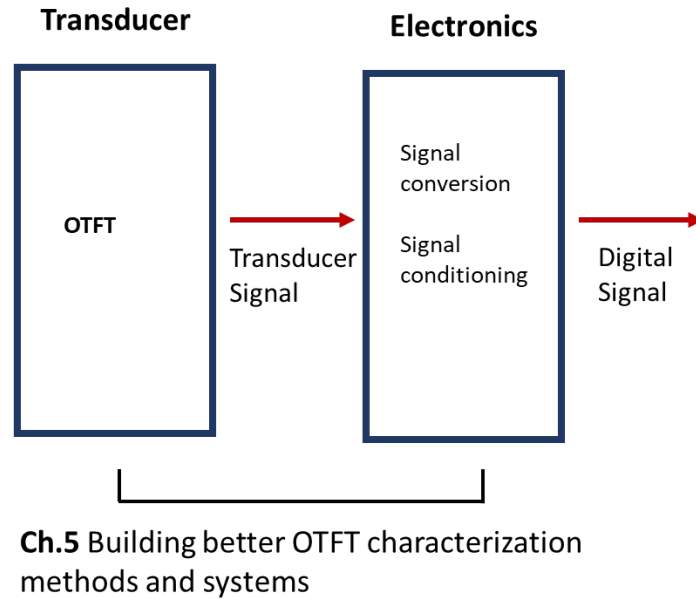 Transducer
Electronics
OTFT
Transducer
Signal
Signal
conversion
Signal
conditioning
Digital
Signal
Ch.5 Building better OTFT characterization
methods and systems